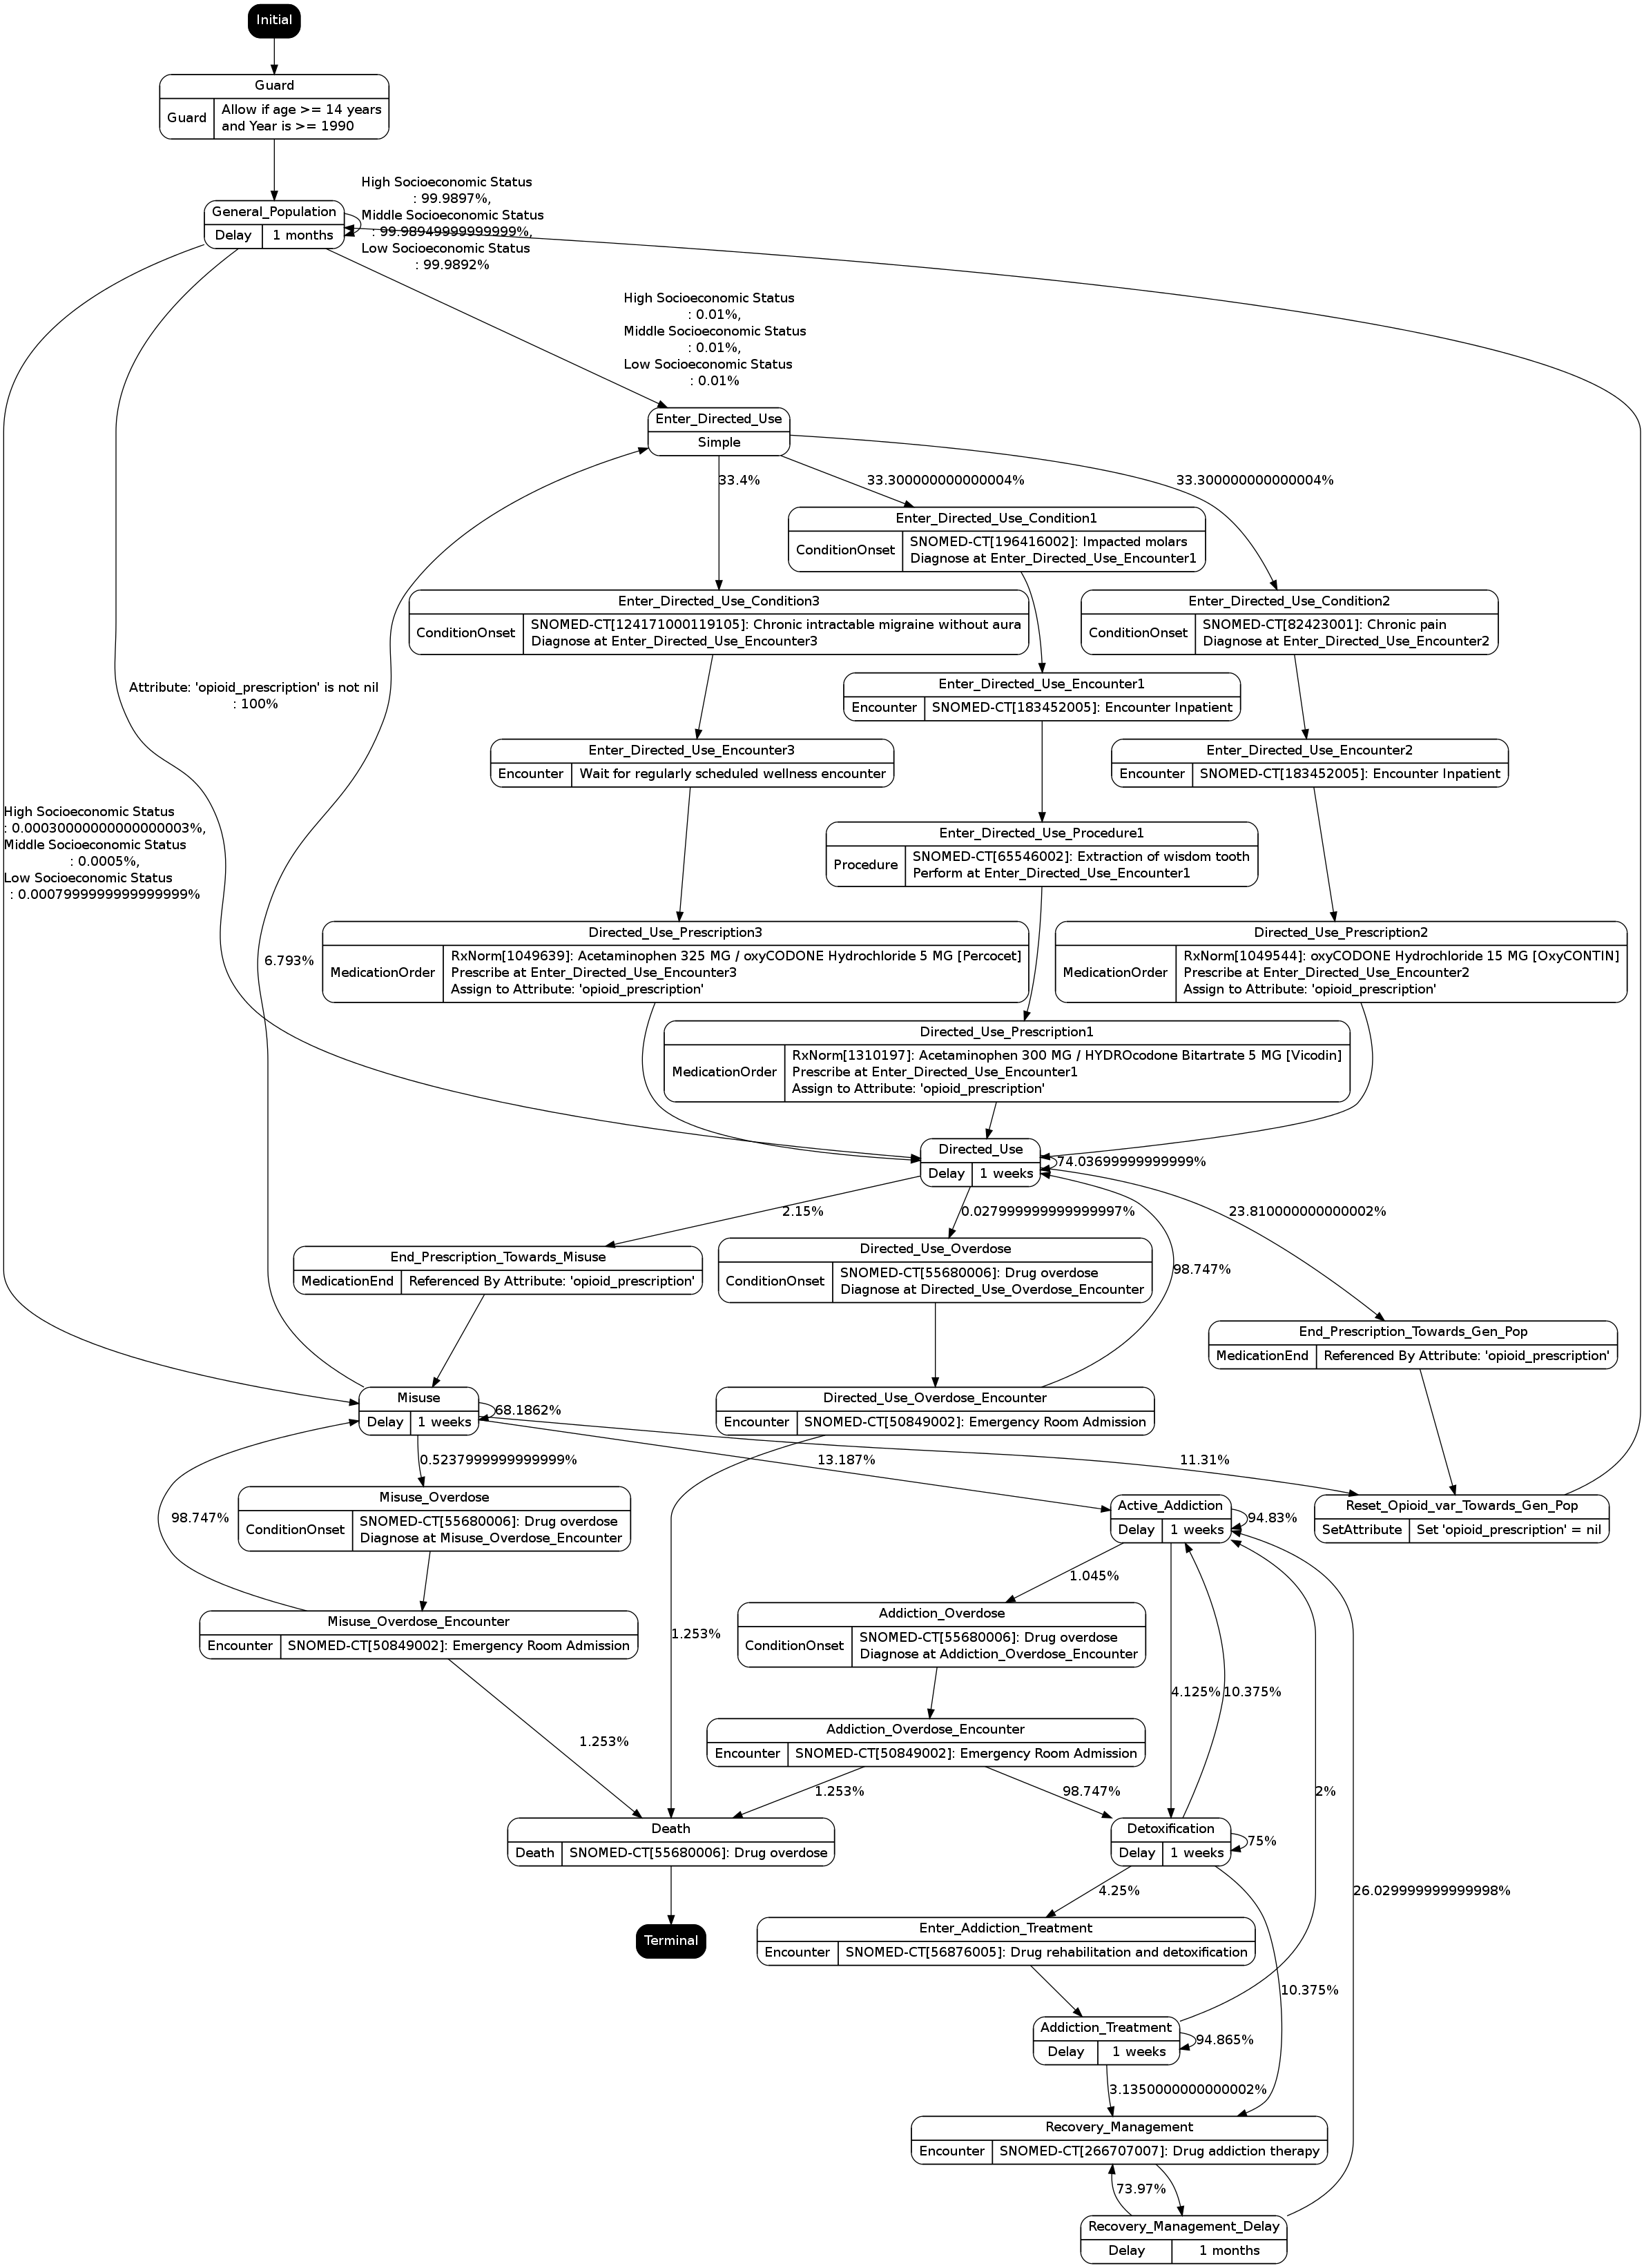 Initial
Guard
Guard
Allow if age >= 14 years
and Year is >= 1990
High Socioeconomic Status
: 99.9897%,
Middle Socioeconomic Status
: 99.98949999999999%,
Low Socioeconomic Status
: 99.9892%
General_Population
Delay
1 months
High Socioeconomic Status
: 0.01%,
Middle Socioeconomic Status
: 0.01%,
Low Socioeconomic Status
: 0.01%
Enter_Directed_Use
Simple
33.4%
33.300000000000004%
33.300000000000004%
Enter_Directed_Use_Condition1
ConditionOnset
SNOMED-CT[196416002]: Impacted molars
Diagnose at Enter_Directed_Use_Encounter1
Enter_Directed_Use_Condition3
ConditionOnset
SNOMED-CT[124171000119105]: Chronic intractable migraine without aura
Diagnose at Enter_Directed_Use_Encounter3
Enter_Directed_Use_Condition2
ConditionOnset
SNOMED-CT[82423001]: Chronic pain
Diagnose at Enter_Directed_Use_Encounter2
Attribute: 'opioid_prescription' is not nil
: 100%
Enter_Directed_Use_Encounter1
Encounter
SNOMED-CT[183452005]: Encounter Inpatient
Enter_Directed_Use_Encounter3
Encounter
Wait for regularly scheduled wellness encounter
Enter_Directed_Use_Encounter2
Encounter
SNOMED-CT[183452005]: Encounter Inpatient
High Socioeconomic Status
: 0.00030000000000000003%,
Middle Socioeconomic Status
: 0.0005%,
Low Socioeconomic Status
: 0.0007999999999999999%
Enter_Directed_Use_Procedure1
Procedure
SNOMED-CT[65546002]: Extraction of wisdom tooth
Perform at Enter_Directed_Use_Encounter1
6.793%
Directed_Use_Prescription3
MedicationOrder
RxNorm[1049639]: Acetaminophen 325 MG / oxyCODONE Hydrochloride 5 MG [Percocet]
Prescribe at Enter_Directed_Use_Encounter3
Assign to Attribute: 'opioid_prescription'
Directed_Use_Prescription2
MedicationOrder
RxNorm[1049544]: oxyCODONE Hydrochloride 15 MG [OxyCONTIN]
Prescribe at Enter_Directed_Use_Encounter2
Assign to Attribute: 'opioid_prescription'
Directed_Use_Prescription1
MedicationOrder
RxNorm[1310197]: Acetaminophen 300 MG / HYDROcodone Bitartrate 5 MG [Vicodin]
Prescribe at Enter_Directed_Use_Encounter1
Assign to Attribute: 'opioid_prescription'
Directed_Use
Delay
1 weeks
74.03699999999999%
2.15%
0.027999999999999997%
23.810000000000002%
End_Prescription_Towards_Misuse
MedicationEnd
Referenced By Attribute: 'opioid_prescription'
Directed_Use_Overdose
ConditionOnset
SNOMED-CT[55680006]: Drug overdose
Diagnose at Directed_Use_Overdose_Encounter
98.747%
End_Prescription_Towards_Gen_Pop
MedicationEnd
Referenced By Attribute: 'opioid_prescription'
Misuse
Delay
1 weeks
68.1862%
Directed_Use_Overdose_Encounter
Encounter
SNOMED-CT[50849002]: Emergency Room Admission
0.5237999999999999%
13.187%
11.31%
98.747%
Misuse_Overdose
ConditionOnset
SNOMED-CT[55680006]: Drug overdose
Diagnose at Misuse_Overdose_Encounter
Active_Addiction
Delay
1 weeks
94.83%
Reset_Opioid_var_Towards_Gen_Pop
SetAttribute
Set 'opioid_prescription' = nil
1.045%
Misuse_Overdose_Encounter
Encounter
SNOMED-CT[50849002]: Emergency Room Admission
1.253%
Addiction_Overdose
ConditionOnset
SNOMED-CT[55680006]: Drug overdose
Diagnose at Addiction_Overdose_Encounter
4.125%
10.375%
Addiction_Overdose_Encounter
Encounter
SNOMED-CT[50849002]: Emergency Room Admission
1.253%
1.253%
98.747%
2%
Death
Death
SNOMED-CT[55680006]: Drug overdose
Detoxification
Delay
1 weeks
75%
4.25%
26.029999999999998%
Terminal
Enter_Addiction_Treatment
Encounter
SNOMED-CT[56876005]: Drug rehabilitation and detoxification
10.375%
Addiction_Treatment
Delay
1 weeks
94.865%
3.1350000000000002%
Recovery_Management
Encounter
SNOMED-CT[266707007]: Drug addiction therapy
73.97%
Recovery_Management_Delay
Delay
1 months